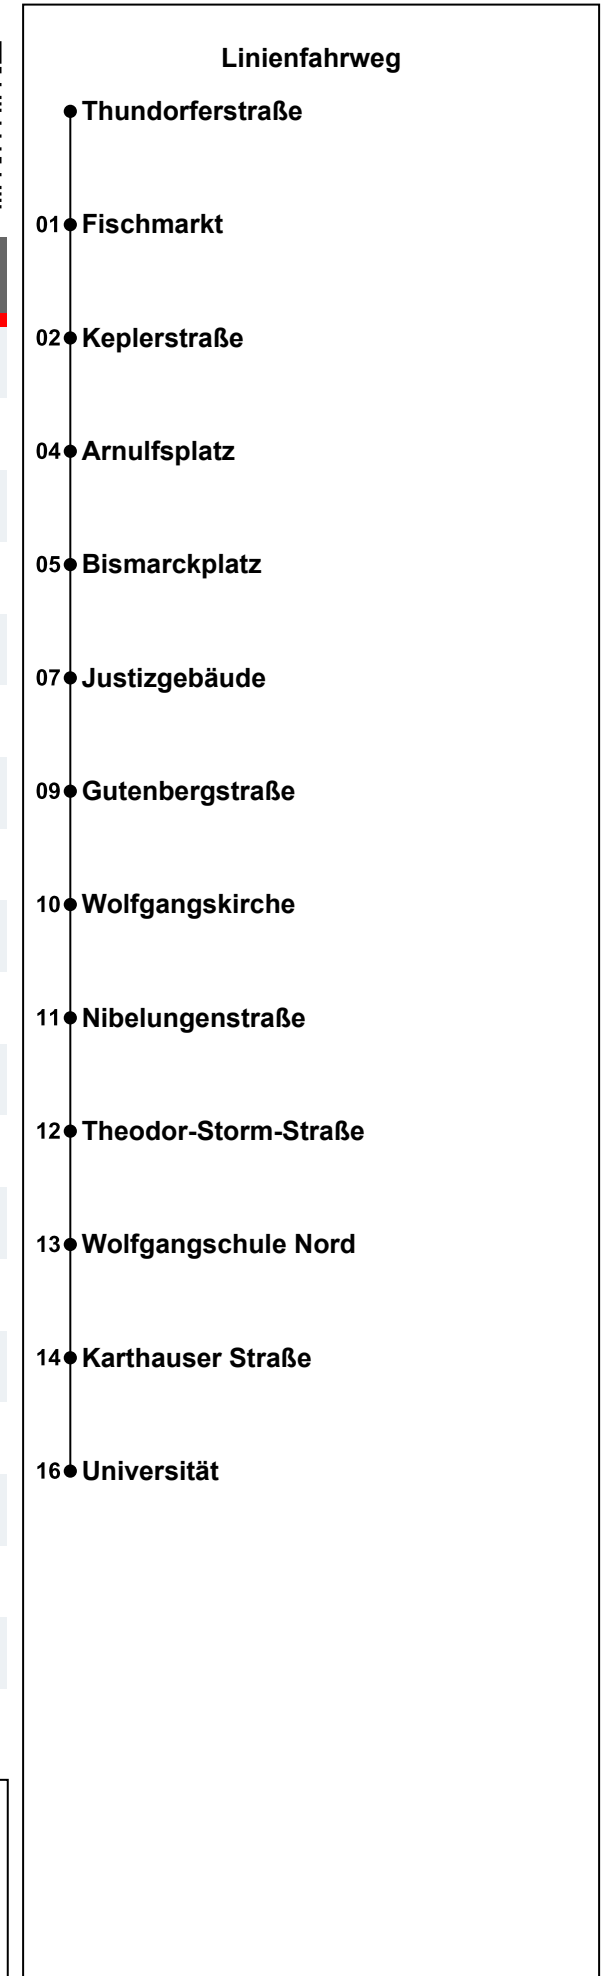 Linienfahrweg
Thundorferstraße
01 Fischmarkt
02 Keplerstraße
04 Arnulfsplatz
05 Bismarckplatz
07 Justizgebäude
09 Gutenbergstraße
10 Wolfgangskirche
11 Nibelungenstraße
12 Theodor-Storm-Straße
13 Wolfgangschule Nord
14 Karthauser Straße
16 Universität